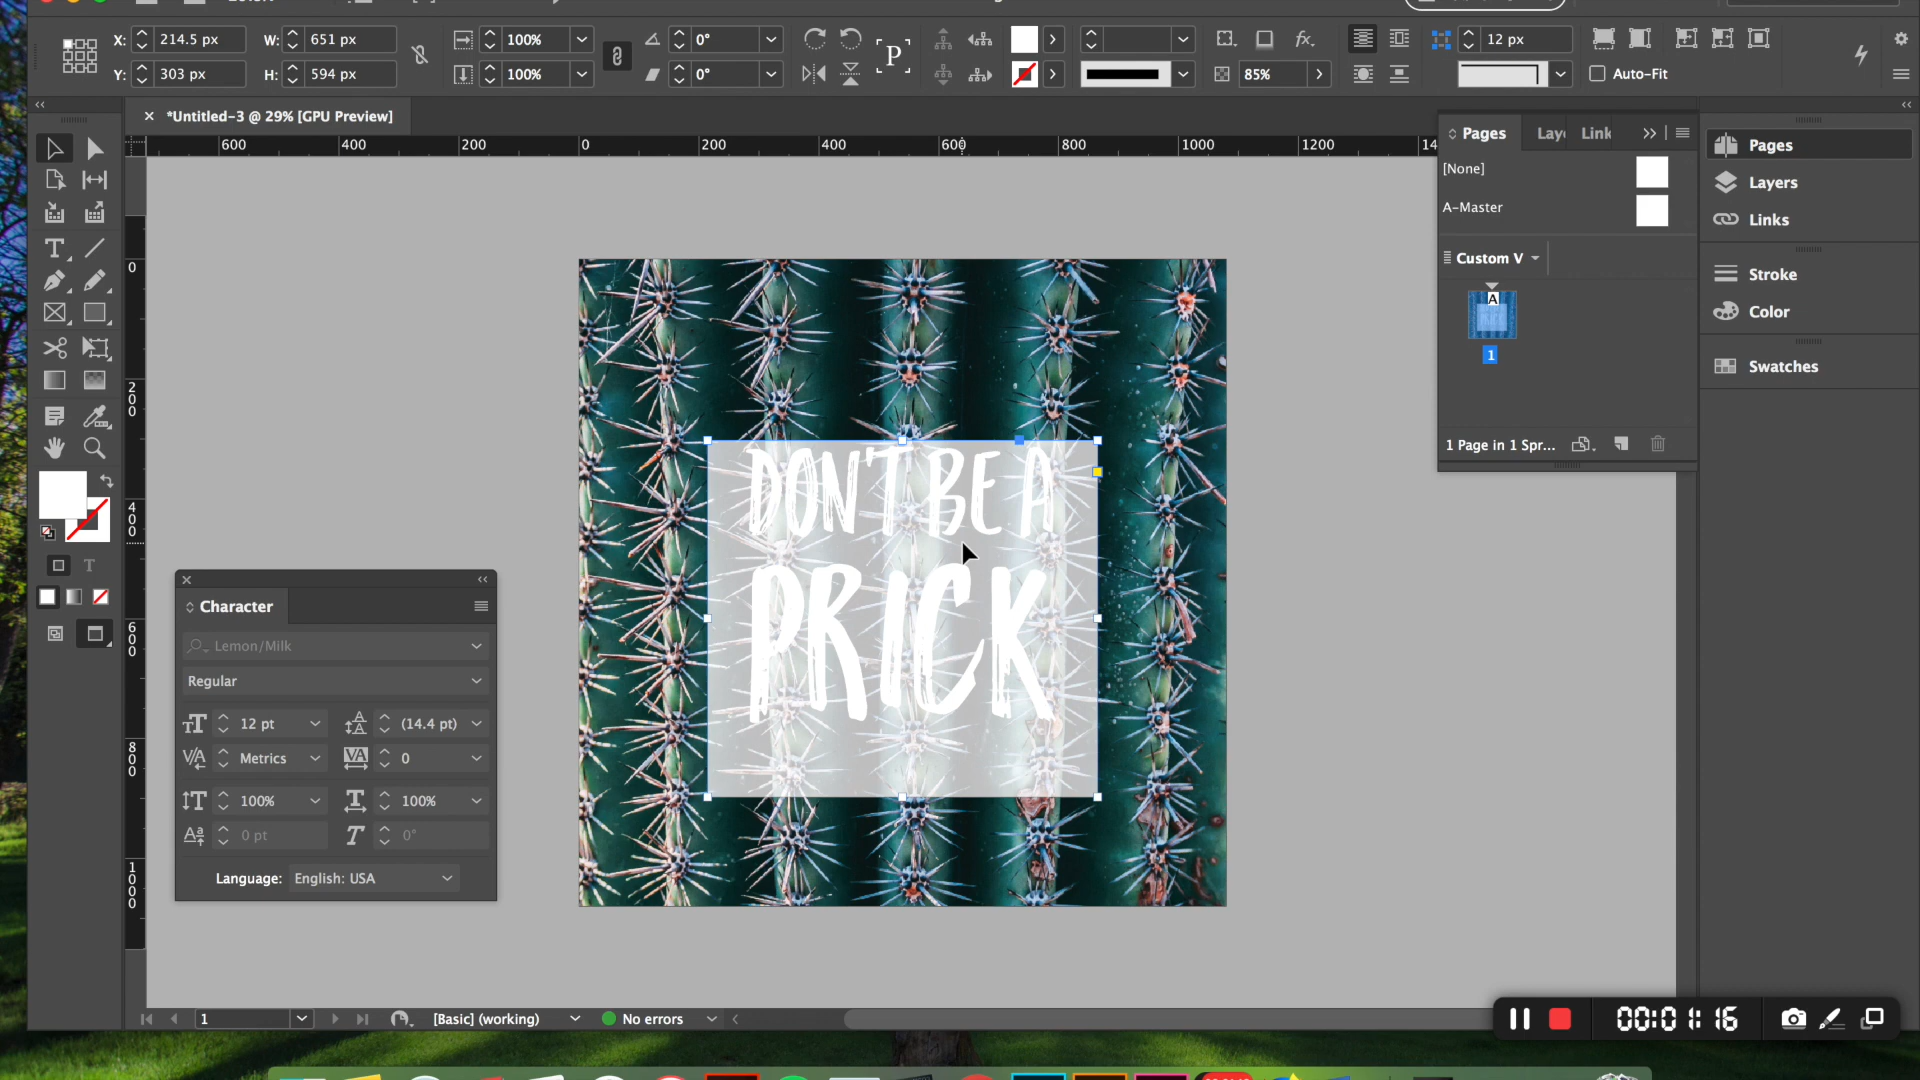 X: 214.5 px W: 651 px 100% 0° 12 px
Y: 303 px H: 594 px 100% 0° P 85% Auto-Fit
*Untitled-3 @ 29% [GPU Preview]
600 400 200 0 200 400 600 800 1000 1200 14
Pages Lay Link
[None]
A-Master
Custom V
A
1
1 Page in 1 Spr...
Pages
Layers
Links
Stroke
Color
Swatches
0
200
400
600
800
1000
DON'T BE A
PRICK
Character
Lemon/Milk
Regular
12 pt (14.4 pt)
Metrics 0
100% 100%
0 pt 0°
Language: English: USA
1 [Basic] (working) No errors
00:01:16